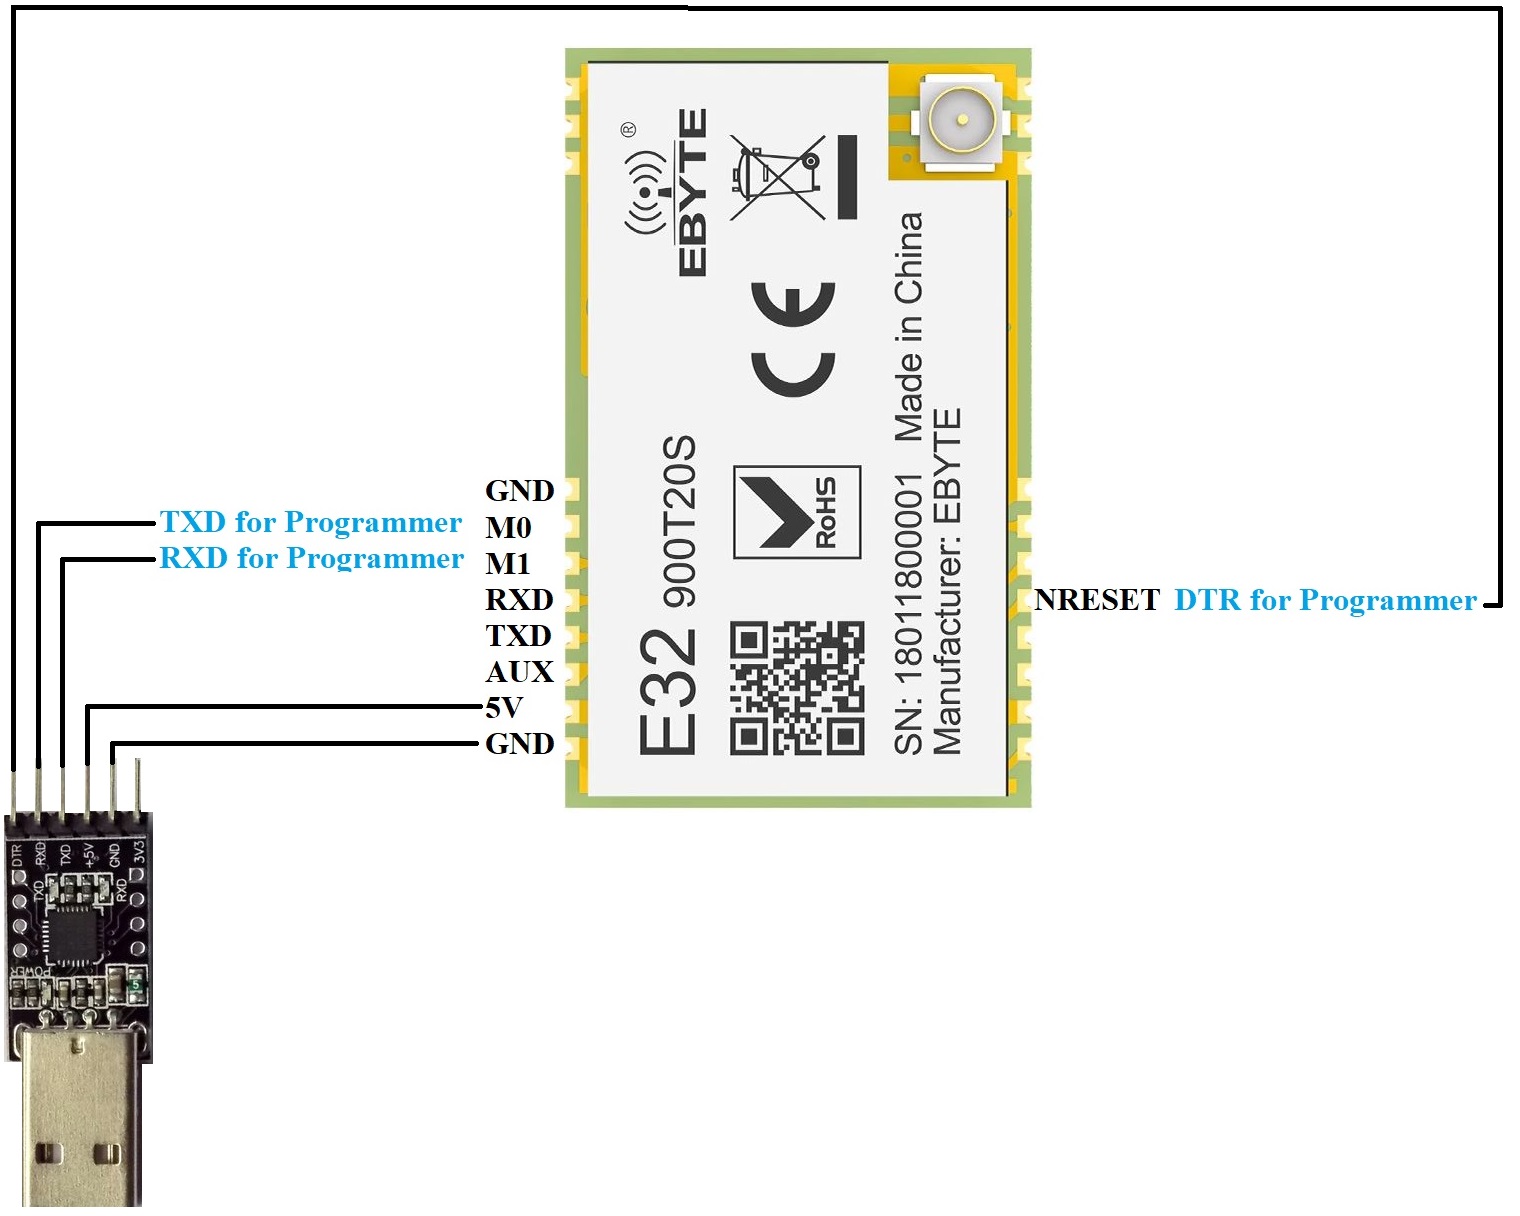 ®
EBYTE
E32 900T20S
RoHS
SN: 1801180001 Made in China
Manufacturer: EBYTE
GND
TXD for Programmer M0
RXD for Programmer M1
RXD
TXD
AUX
5V
GND
NRESET DTR for Programmer
DTR
RXD
TXD
+5V
GND
3V3
TXD
RXD
POWER
5